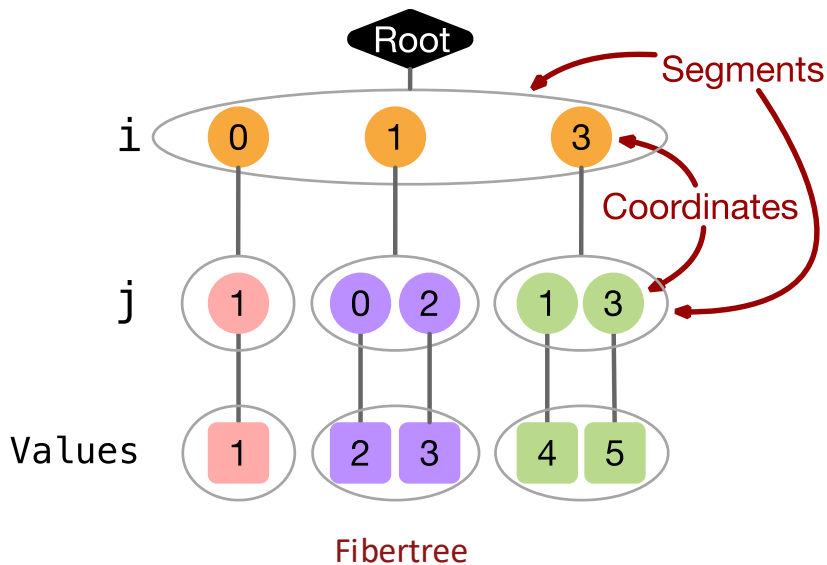 Root
Segments
i 0 1 3
Coordinates
j 1 0 2 1 3
Values 1 2 3 4 5
Fibertree